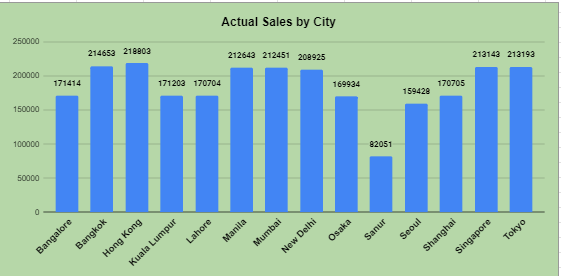 Actual Sales by City
250000
200000
150000
100000
50000
0
171414
214653
218803
171203
170704
212643
212451
208925
169934
82051
159428
170705
213143
213193
Bangalore
Bangkok
Hong Kong
Kuala Lumpur
Lahore
Manila
Mumbai
New Delhi
Osaka
Sanur
Seoul
Shanghai
Singapore
Tokyo